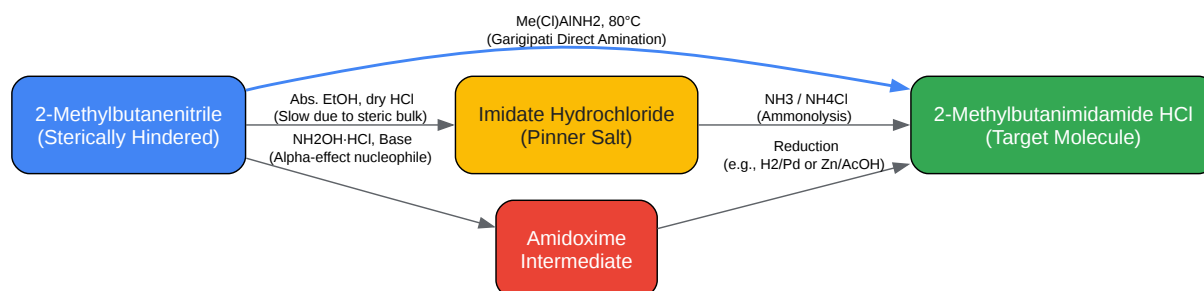 Me(Cl)AlNH2, 80°C
(Garigipati Direct Amination)
2-Methylbutanenitrile
(Sterically Hindered)
Abs. EtOH, dry HCl
(Slow due to steric bulk)
NH2OH·HCl, Base
(Alpha-effect nucleophile)
Imidate Hydrochloride
(Pinner Salt)
NH3 / NH4Cl
(Ammonolysis)
Reduction
(e.g., H2/Pd or Zn/AcOH)
2-Methylbutanimidamide HCl
(Target Molecule)
Amidoxime
Intermediate